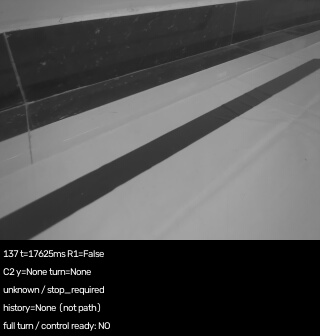 137 t=17625ms R1=False
C2 y=None turn=None
unknown / stop_required
history=None (not path)
full turn / control ready: NO